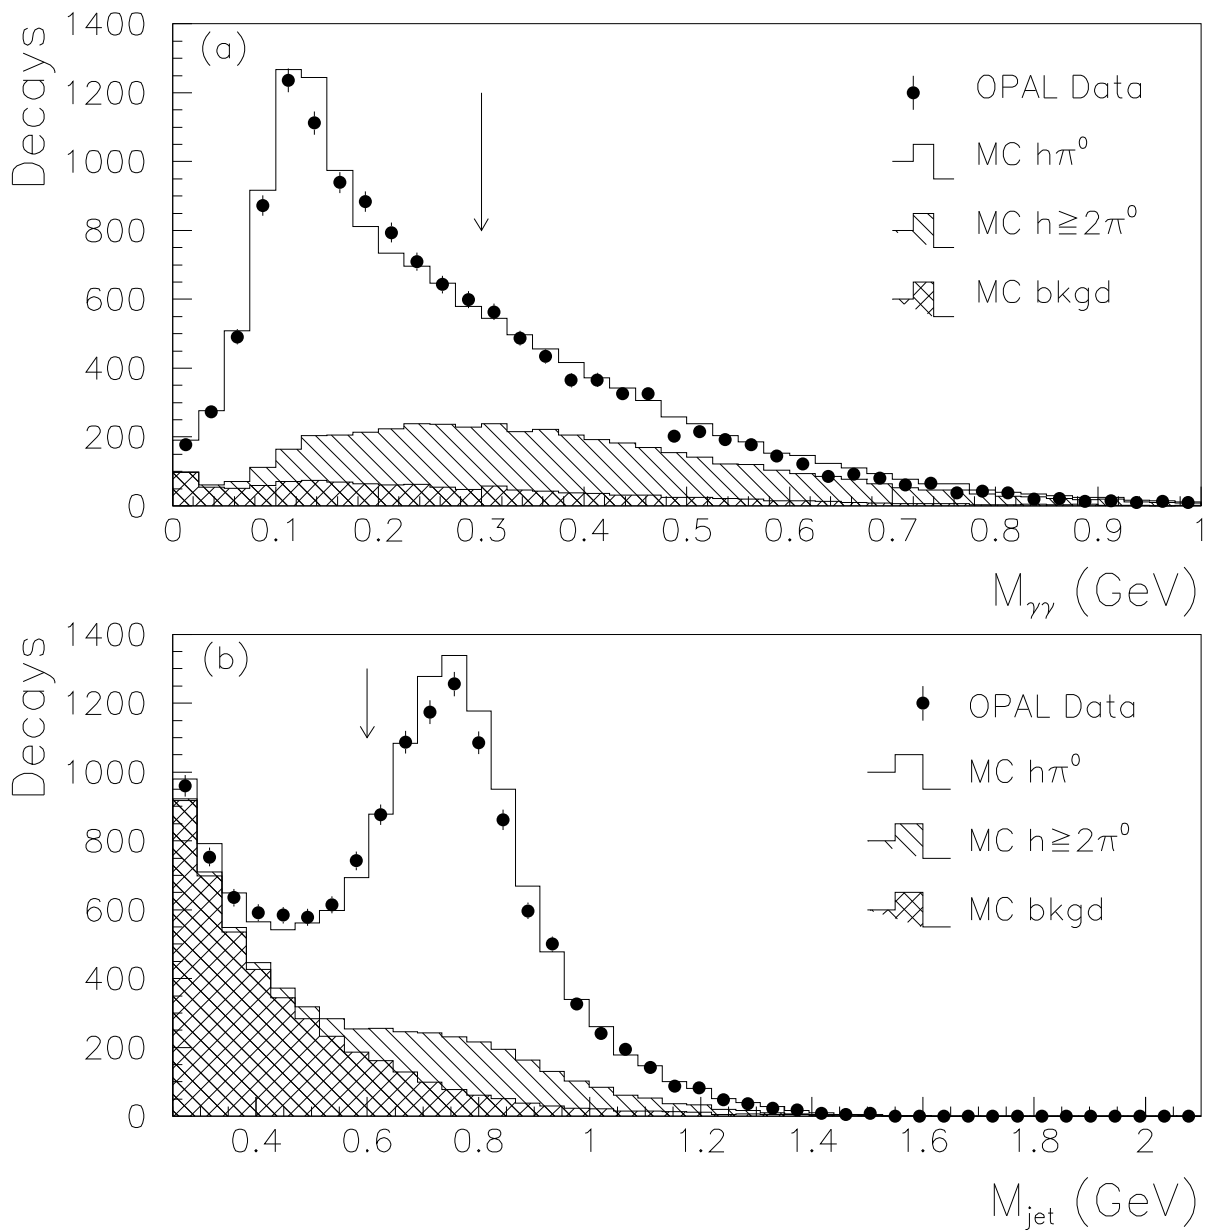 (a)
Decays
1400
1200
1000
800
600
400
200
0
OPAL Data
MC hπ⁰
MC h≧2π⁰
MC bkgd
0 0.1 0.2 0.3 0.4 0.5 0.6 0.7 0.8 0.9 1
M_γγ (GeV)
(b)
Decays
1400
1200
1000
800
600
400
200
0
OPAL Data
MC hπ⁰
MC h≧2π⁰
MC bkgd
0.4 0.6 0.8 1 1.2 1.4 1.6 1.8 2
M_jet (GeV)